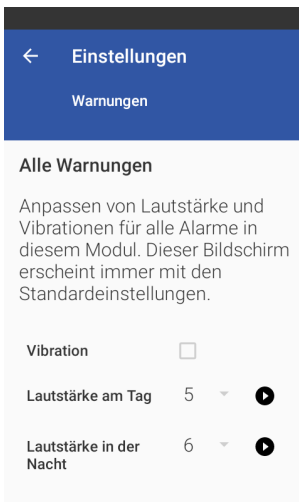 Einstellungen
Warnungen
Alle Warnungen
Anpassen von Lautstärke und
Vibrationen für alle Alarme in
diesem Modul. Dieser Bildschirm
erscheint immer mit den
Standardeinstellungen.
Vibration
Lautstärke am Tag 5
Lautstärke in der 6
Nacht